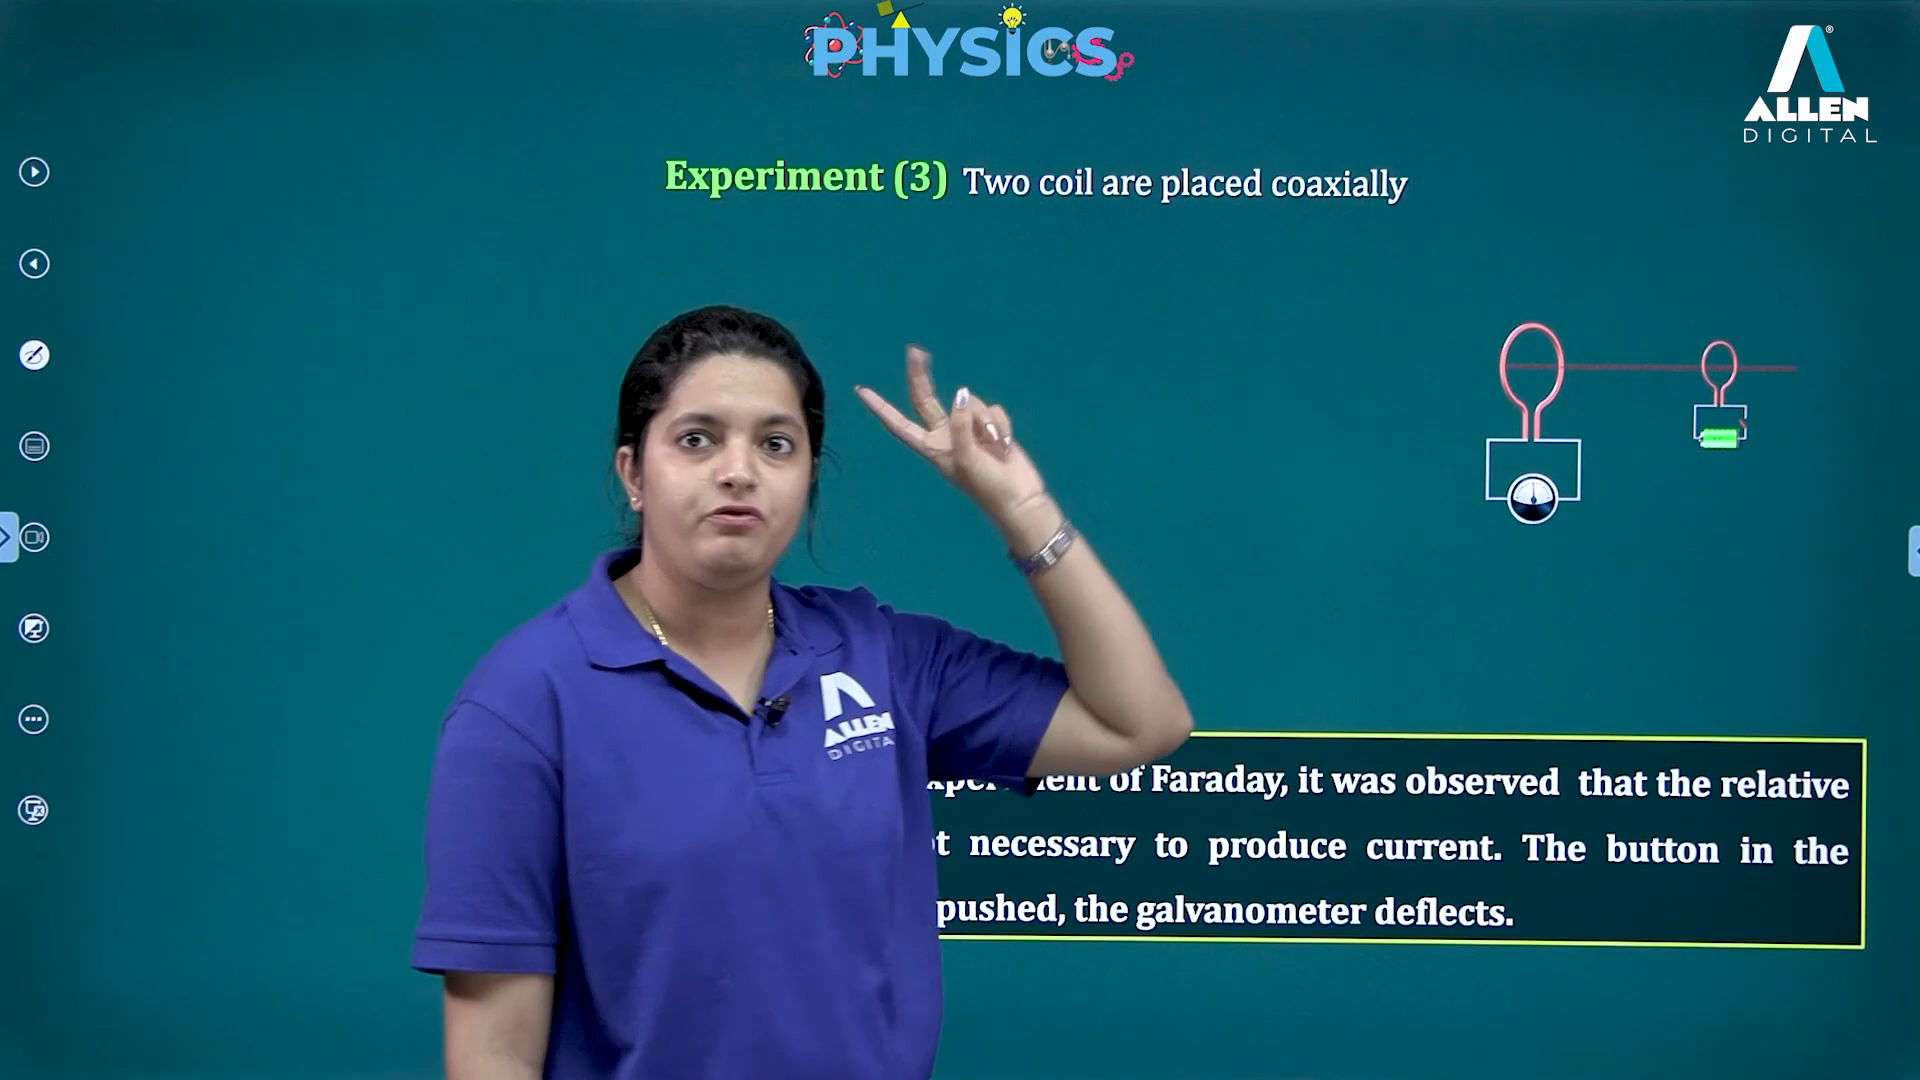 PHYSICS
ALLEN
DIGITAL
Experiment (3) Two coil are placed coaxially
ALLEN
DIGITAL
of Faraday, it was observed that the relative
necessary to produce current. The button in the
pushed, the galvanometer deflects.